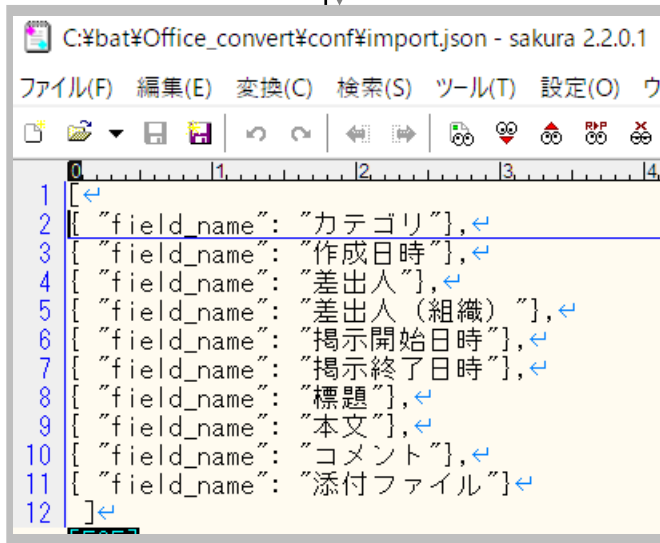 C:¥bat¥Office_convert¥conf¥import.json - sakura 2.2.0.1
ファイル(F) 編集(E) 変換(C) 検索(S) ツール(T) 設定(O) ウ
0 1 2 3 4
1 [↵
2 { "field_name": "カテゴリ"},↵
3 { "field_name": "作成日時"},↵
4 { "field_name": "差出人"},↵
5 { "field_name": "差出人（組織）"},↵
6 { "field_name": "掲示開始日時"},↵
7 { "field_name": "掲示終了日時"},↵
8 { "field_name": "標題"},↵
9 { "field_name": "本文"},↵
10 { "field_name": "コメント"},↵
11 { "field_name": "添付ファイル"}↵
12 ]↵